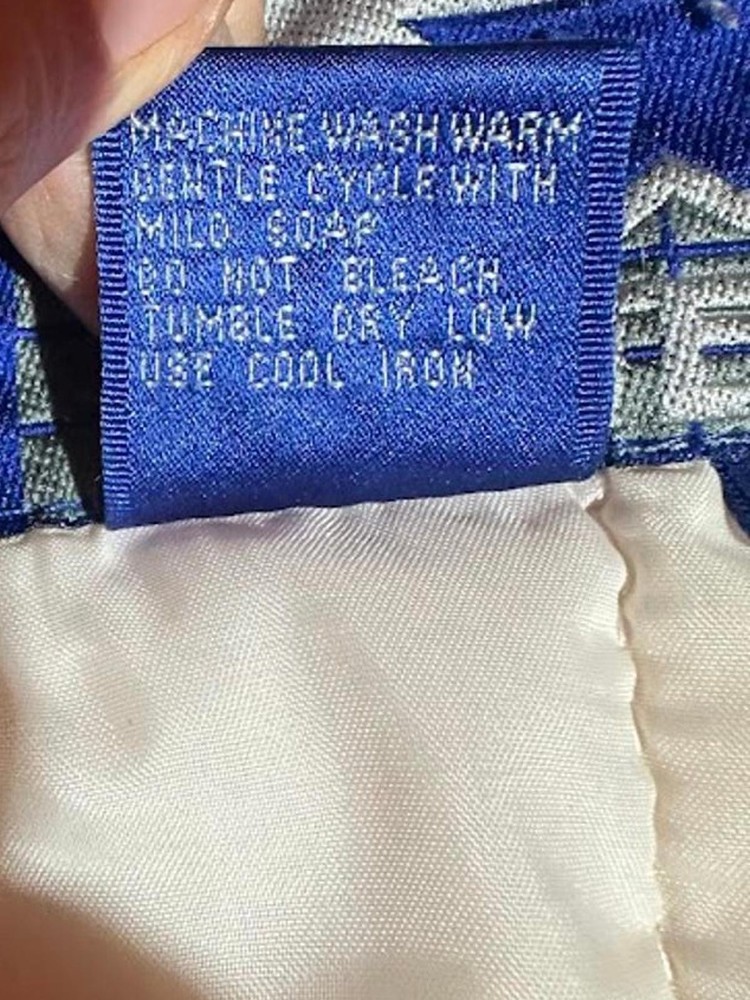 MACHINE WASH WARM
GENTLE CYCLE WITH
MILD SOAP
DO NOT BLEACH
TUMBLE DRY LOW
USE COOL IRON